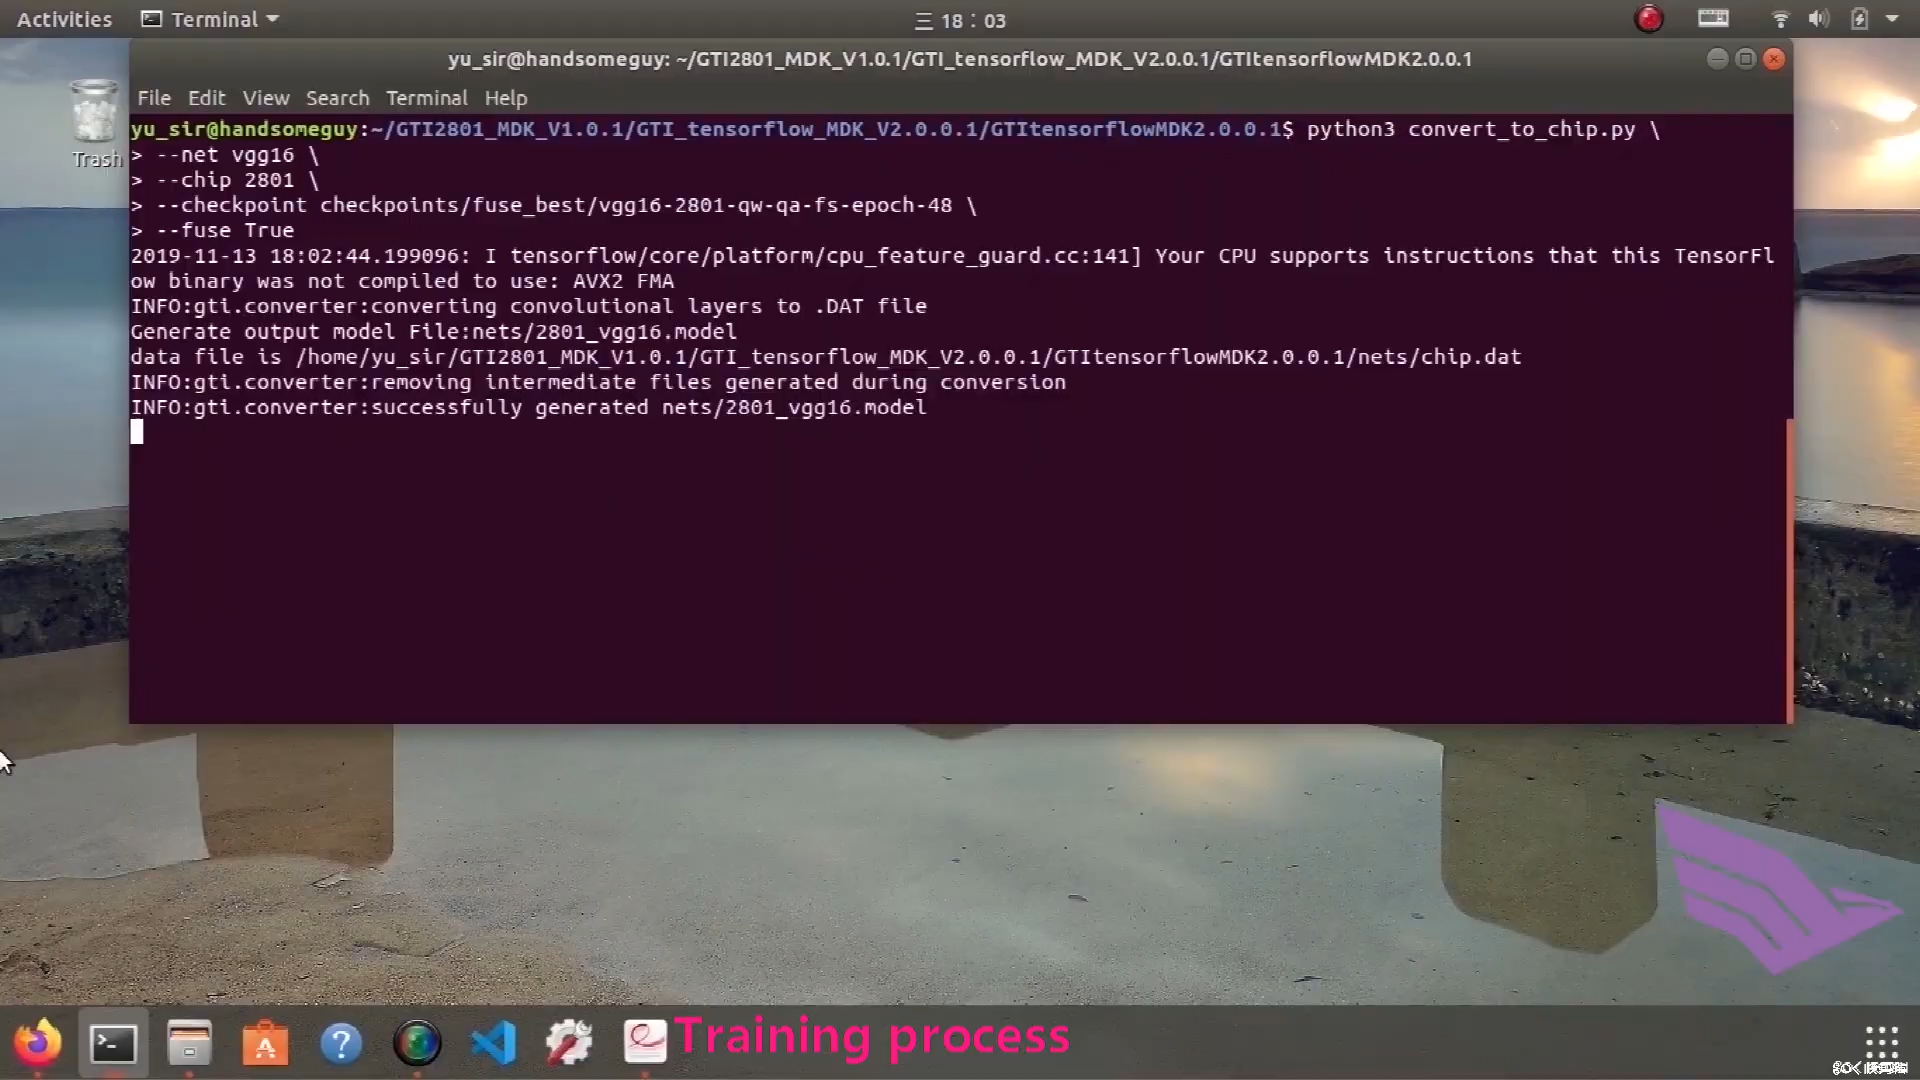 Activities Terminal 三 18：03
yu_sir@handsomeguy: ~/GTI2801_MDK_V1.0.1/GTI_tensorflow_MDK_V2.0.0.1/GTItensorflowMDK2.0.0.1
File Edit View Search Terminal Help
Trash
yu_sir@handsomeguy:~/GTI2801_MDK_V1.0.1/GTI_tensorflow_MDK_V2.0.0.1/GTItensorflowMDK2.0.0.1$ python3 convert_to_chip.py \
> --net vgg16 \
> --chip 2801 \
> --checkpoint checkpoints/fuse_best/vgg16-2801-qw-qa-fs-epoch-48 \
> --fuse True
2019-11-13 18:02:44.199096: I tensorflow/core/platform/cpu_feature_guard.cc:141] Your CPU supports instructions that this TensorFl
ow binary was not compiled to use: AVX2 FMA
INFO:gti.converter:converting convolutional layers to .DAT file
Generate output model File:nets/2801_vgg16.model
data file is /home/yu_sir/GTI2801_MDK_V1.0.1/GTI_tensorflow_MDK_V2.0.0.1/GTItensorflowMDK2.0.0.1/nets/chip.dat
INFO:gti.converter:removing intermediate files generated during conversion
INFO:gti.converter:successfully generated nets/2801_vgg16.model
Training process